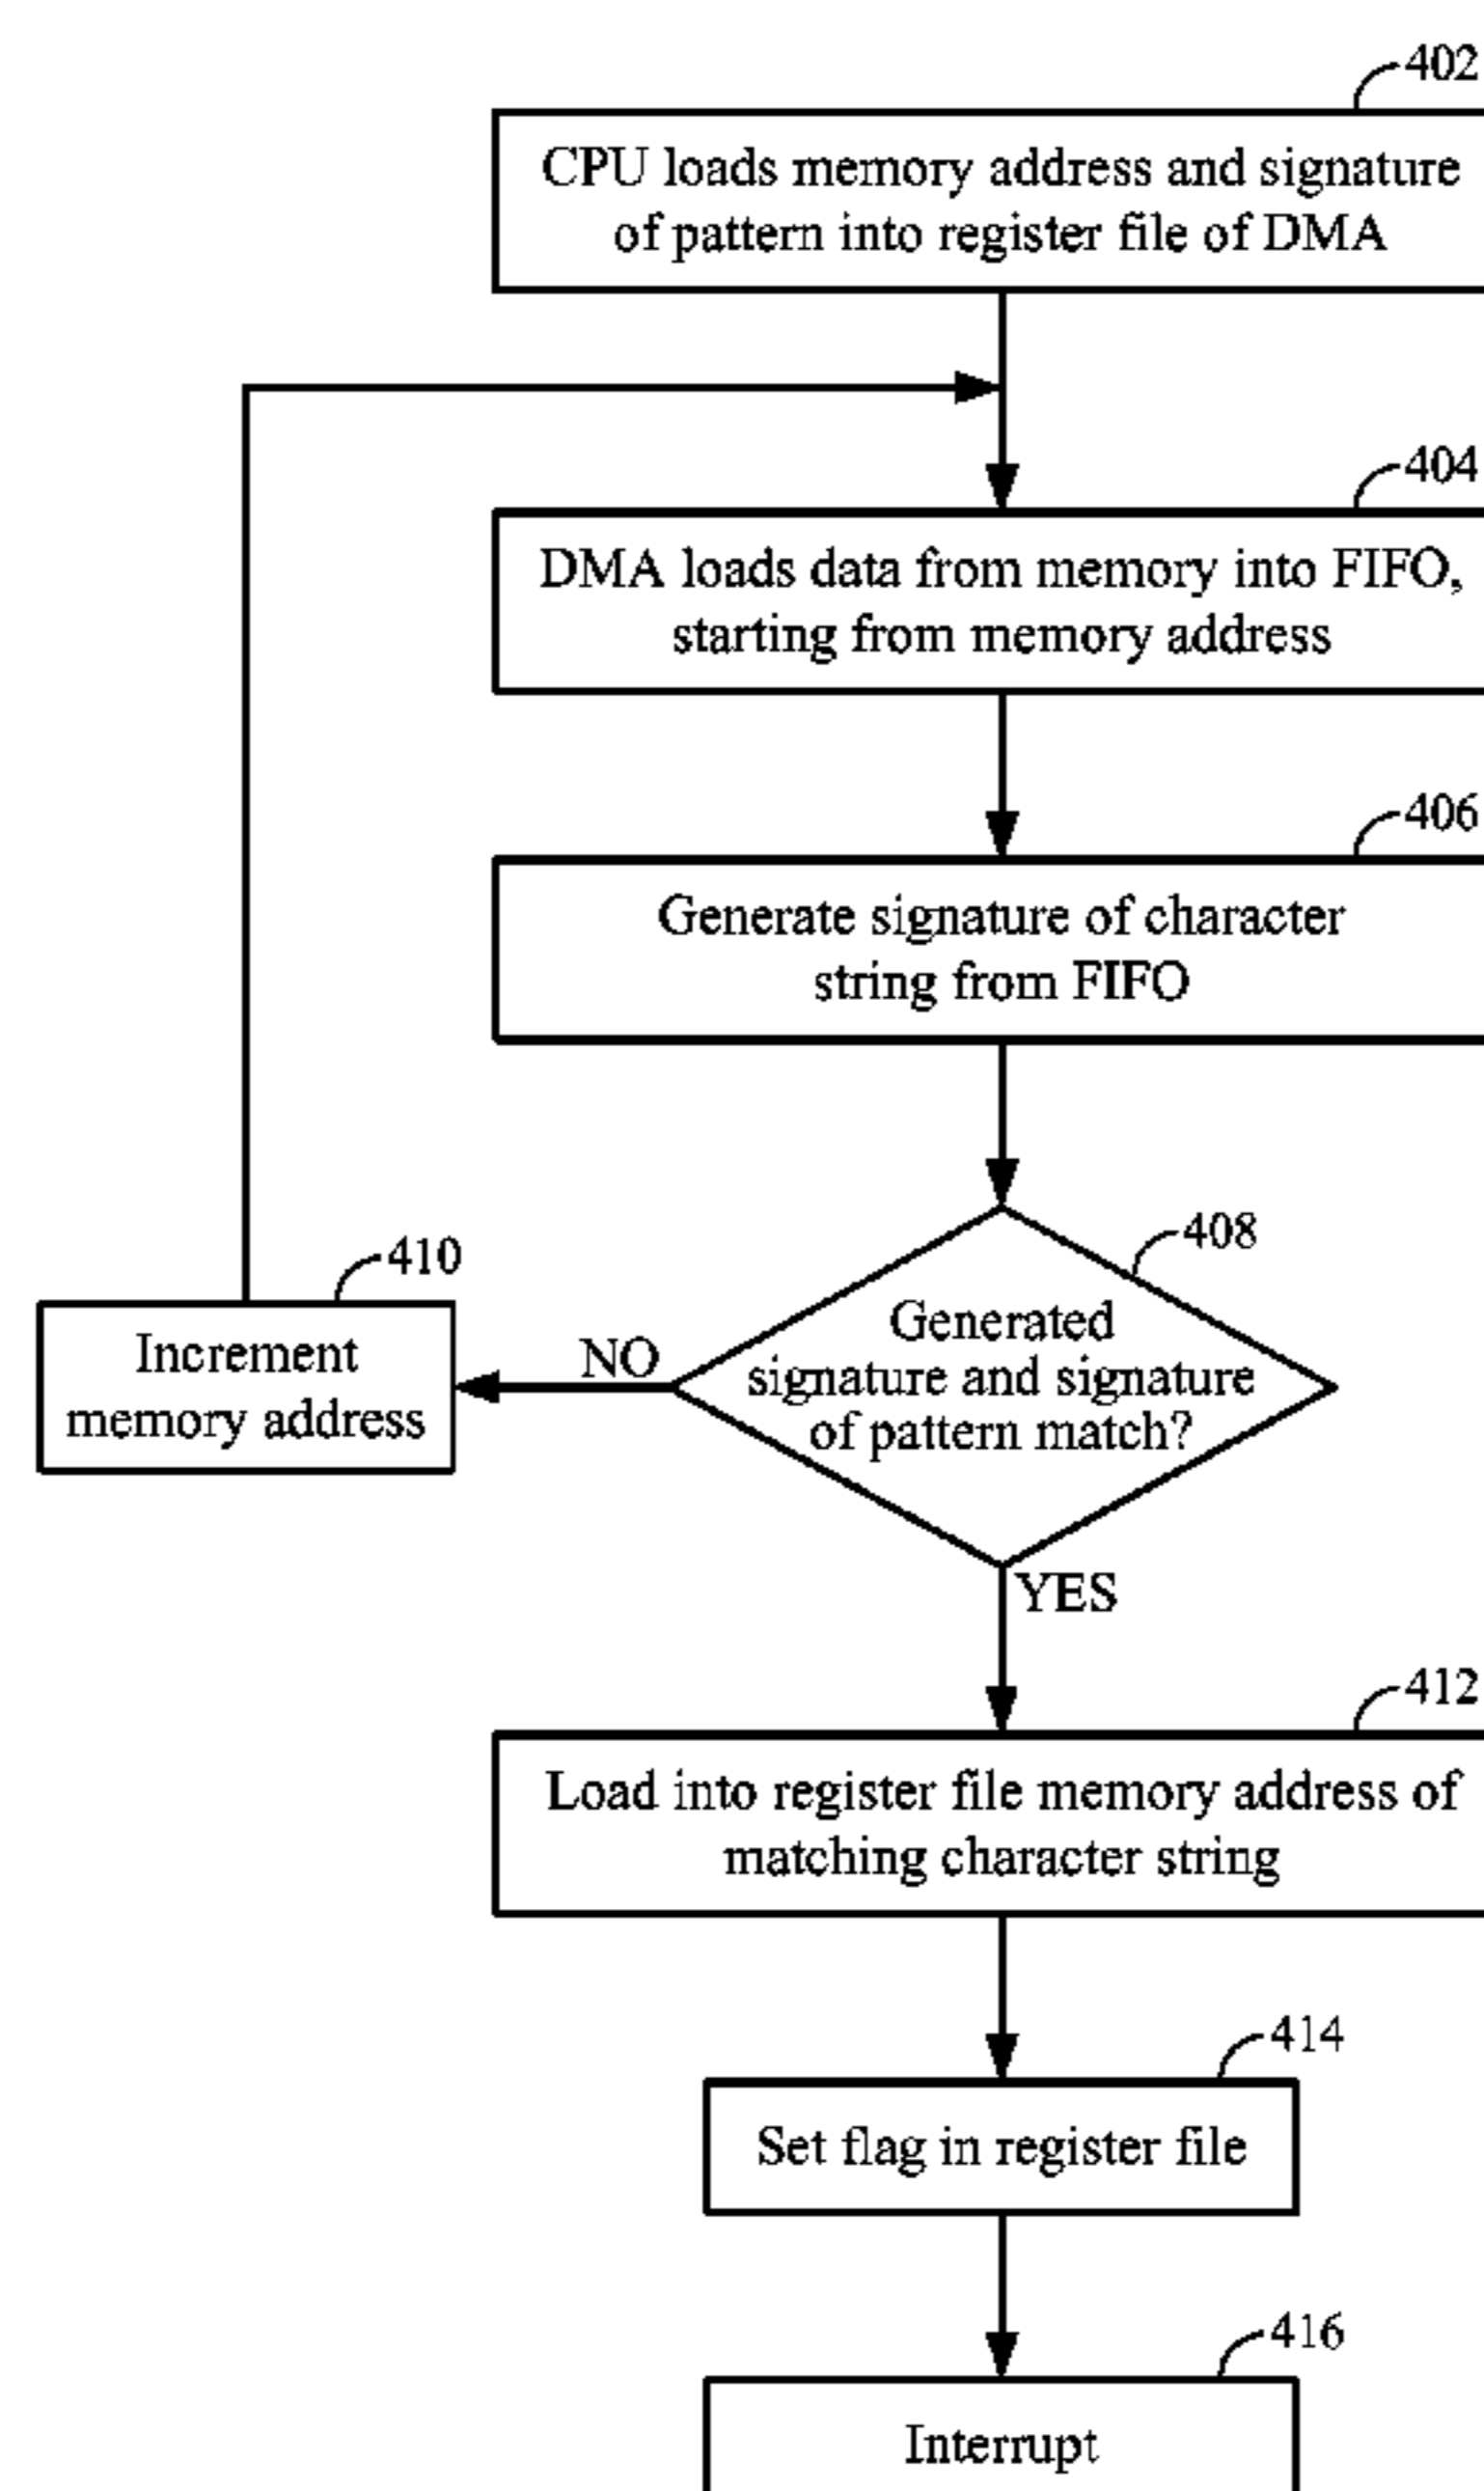 402
CPU loads memory address and signature
of pattern into register file of DMA
404
DMA loads data from memory into FIFO,
starting from memory address
406
Generate signature of character
string from FIFO
408
Generated
signature and signature
of pattern match?
NO
410
Increment
memory address
YES
412
Load into register file memory address of
matching character string
414
Set flag in register file
416
Interrupt